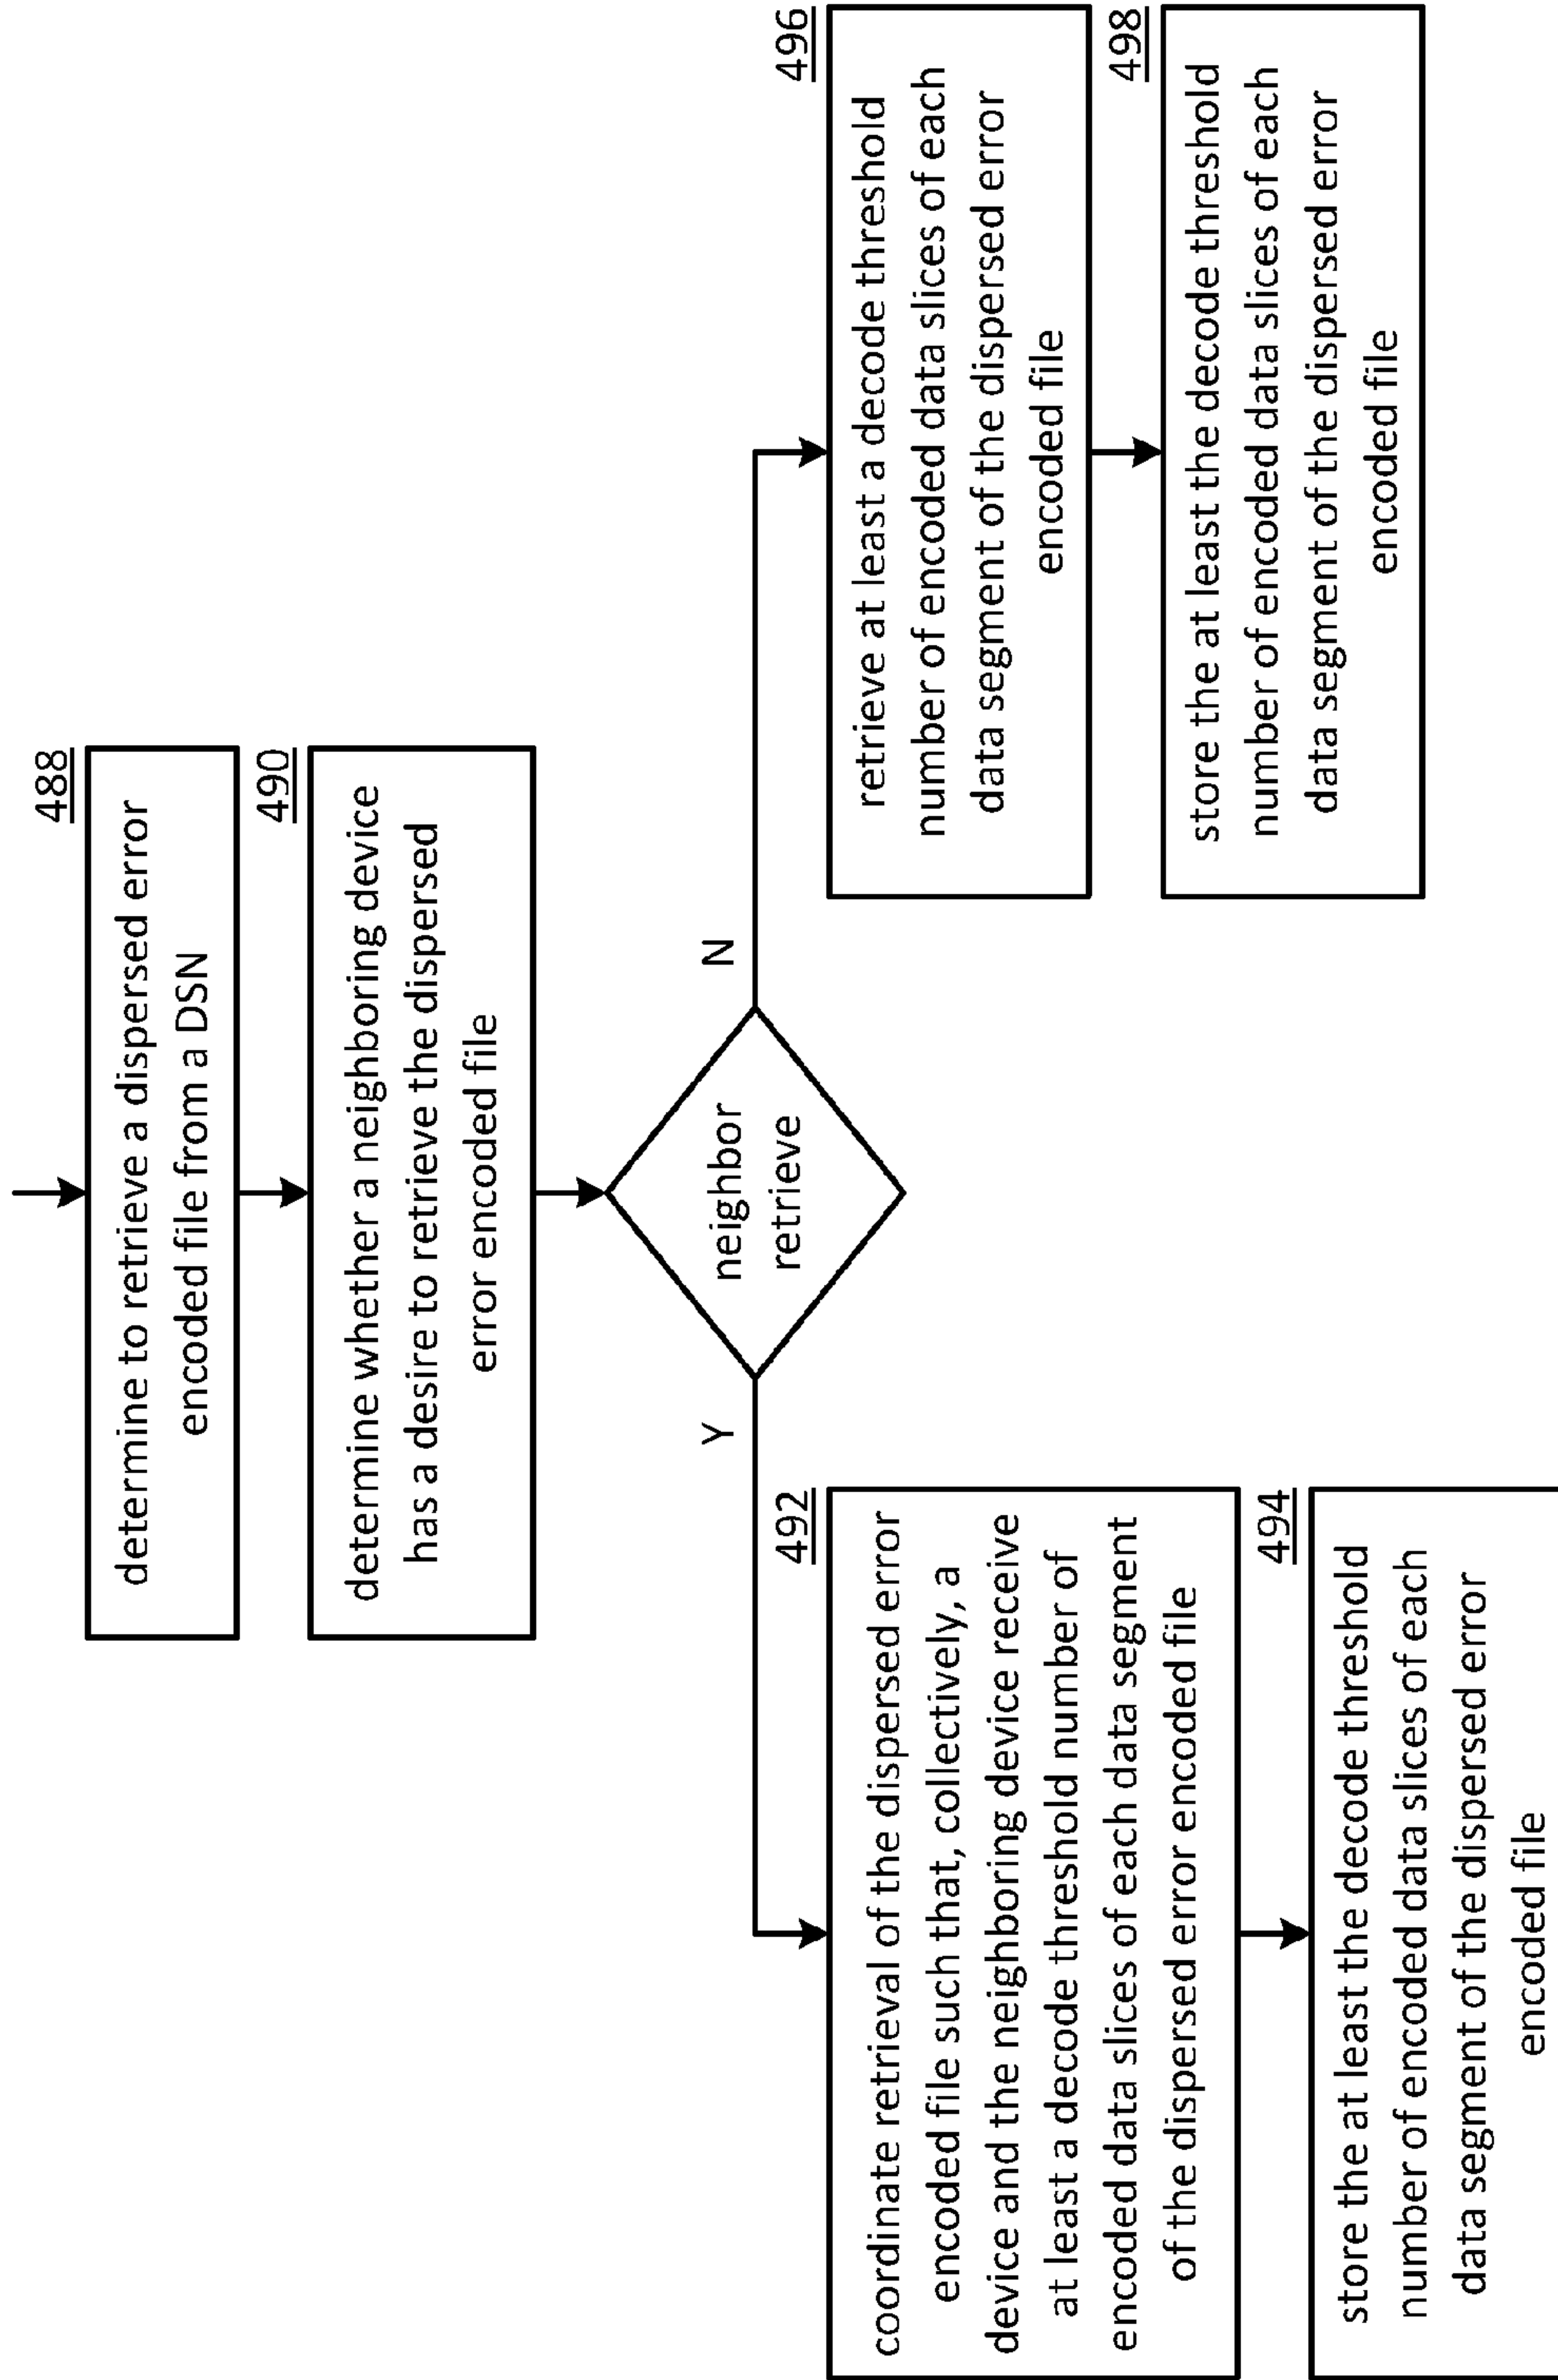 488
determine to retrieve a dispersed error
encoded file from a DSN
490
determine whether a neighboring device
has a desire to retrieve the dispersed
error encoded file
neighbor
retrieve
Y
N
492
coordinate retrieval of the dispersed error
encoded file such that, collectively, a
device and the neighboring device receive
at least a decode threshold number of
encoded data slices of each data segment
of the dispersed error encoded file
494
store the at least the decode threshold
number of encoded data slices of each
data segment of the dispersed error
encoded file
496
retrieve at least a decode threshold
number of encoded data slices of each
data segment of the dispersed error
encoded file
498
store the at least the decode threshold
number of encoded data slices of each
data segment of the dispersed error
encoded file